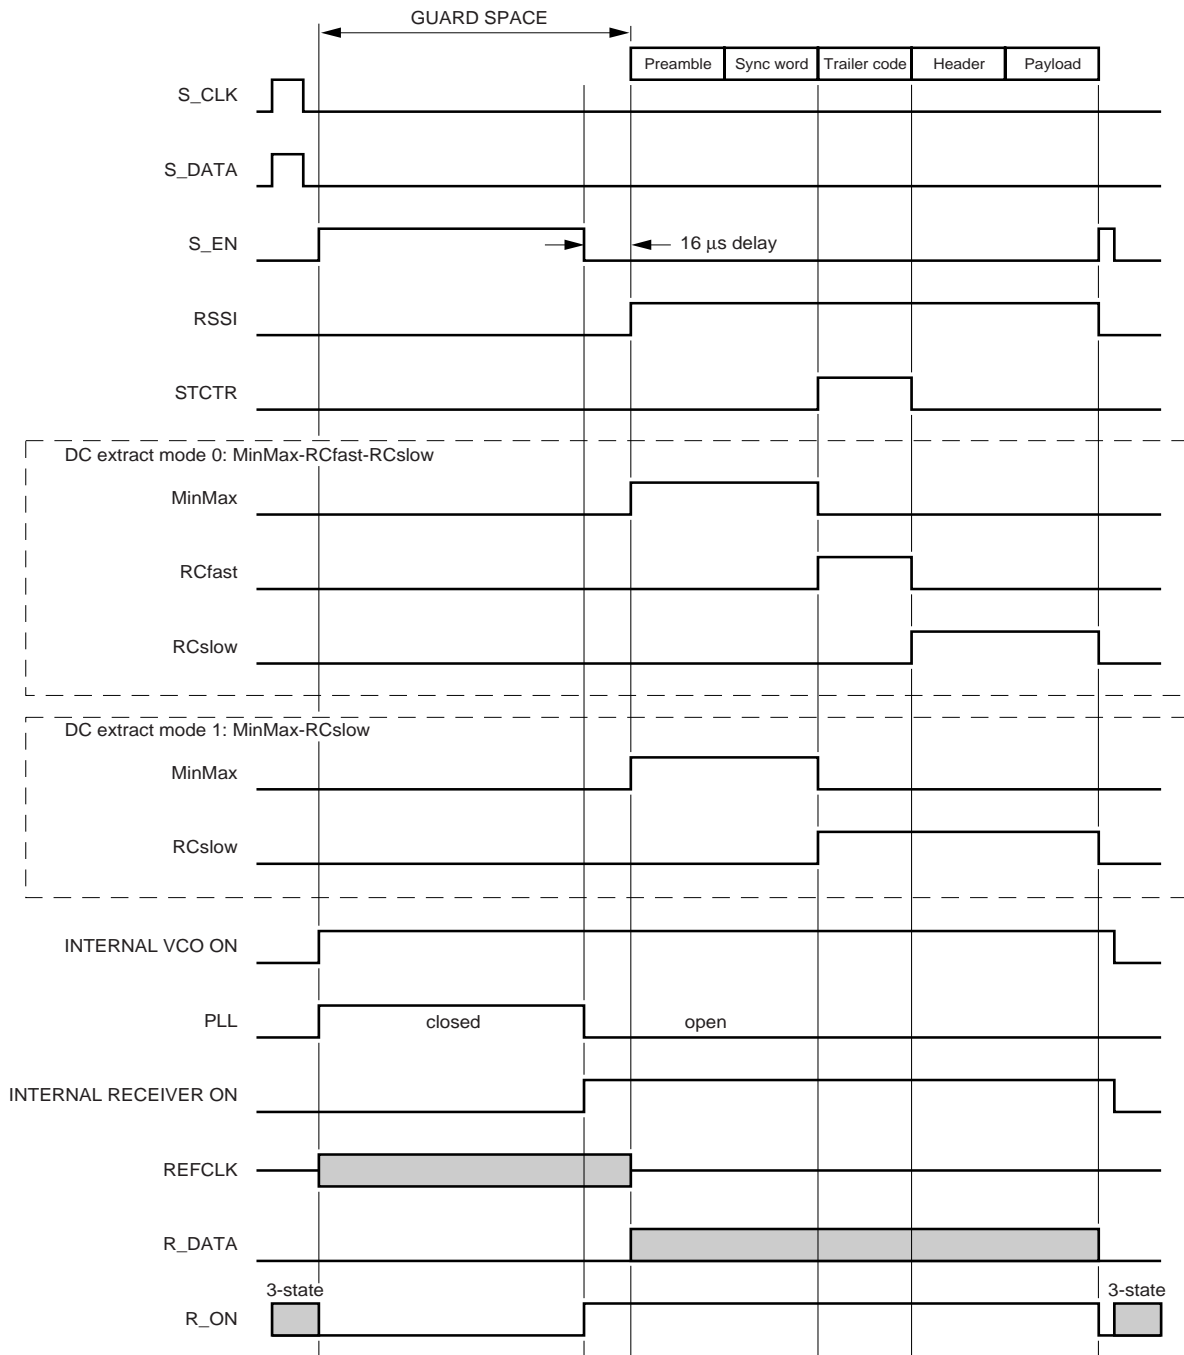 GUARD SPACE
Preamble Sync word Trailer code Header Payload
S_CLK
S_DATA
S_EN
16 μs delay
RSSI
STCTR
DC extract mode 0: MinMax-RCfast-RCslow
MinMax
RCfast
RCslow
DC extract mode 1: MinMax-RCslow
MinMax
RCslow
INTERNAL VCO ON
PLL
closed
open
INTERNAL RECEIVER ON
REFCLK
R_DATA
3-state
3-state
R_ON